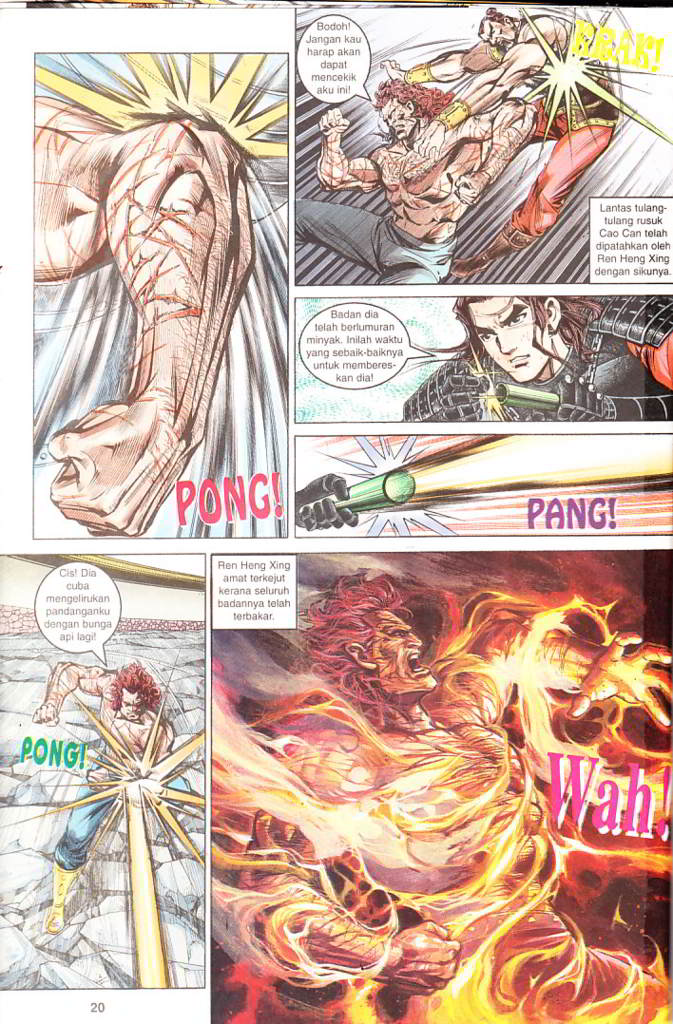 Bodoh!
Jangan kau
harap akan
dapat
mencekik
aku ini!
KRAK!
Lantas tulang-
tulang rusuk
Cao Can telah
dipatahkan oleh
Ren Heng Xing
dengan sikunya.
PONG!
Badan dia
telah berlumuran
minyak. Inilah waktu
yang sebaik-baiknya
untuk memberes-
kan dia!
PANG!
Cis! Dia
cuba
mengelirukan
pandanganku
dengan bunga
api lagi!
PONG!
Ren Heng Xing
amat terkejut
kerana seluruh
badannya telah
terbakar.
Wah!
20